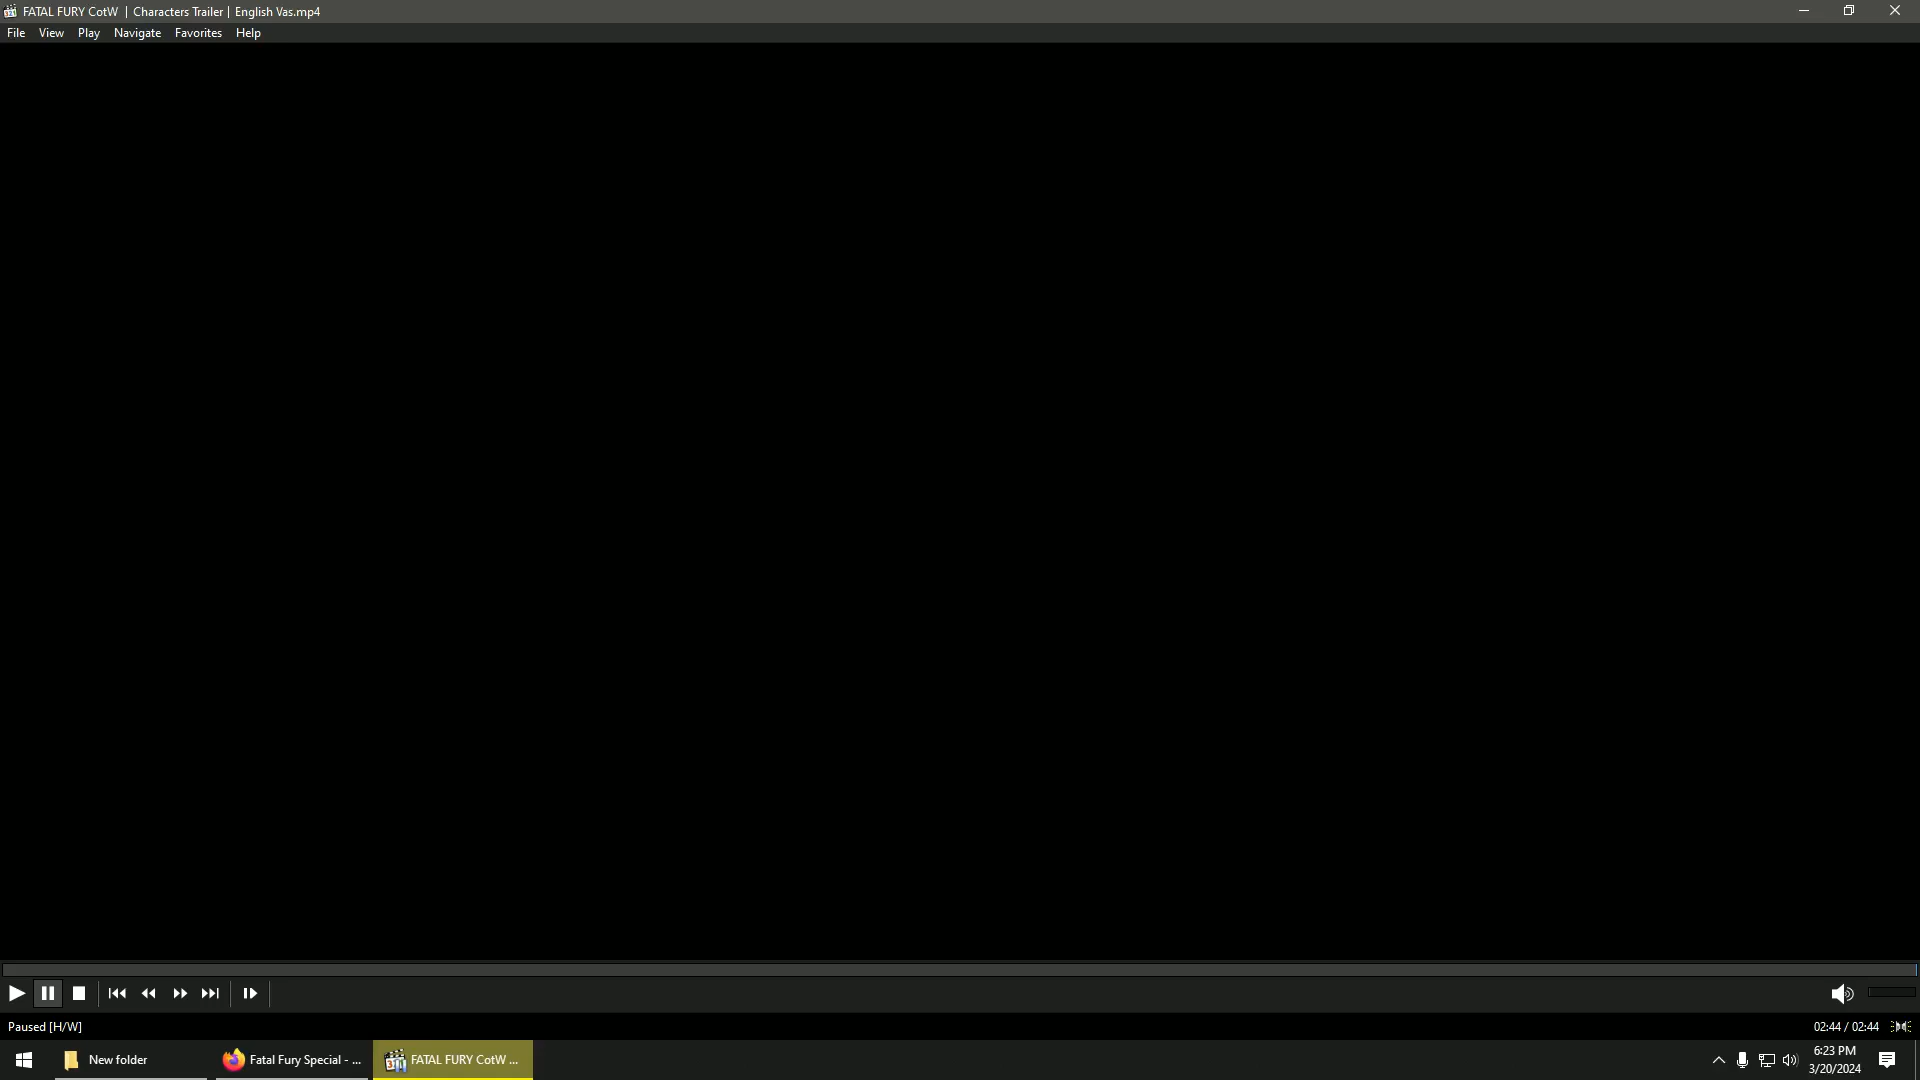 FATAL FURY CotW | Characters Trailer | English Vas.mp4
File View Play Navigate Favorites Help
Paused [H/W]
02:44 / 02:44
New folder
Fatal Fury Special - ...
FATAL FURY CotW ...
6:23 PM
3/20/2024